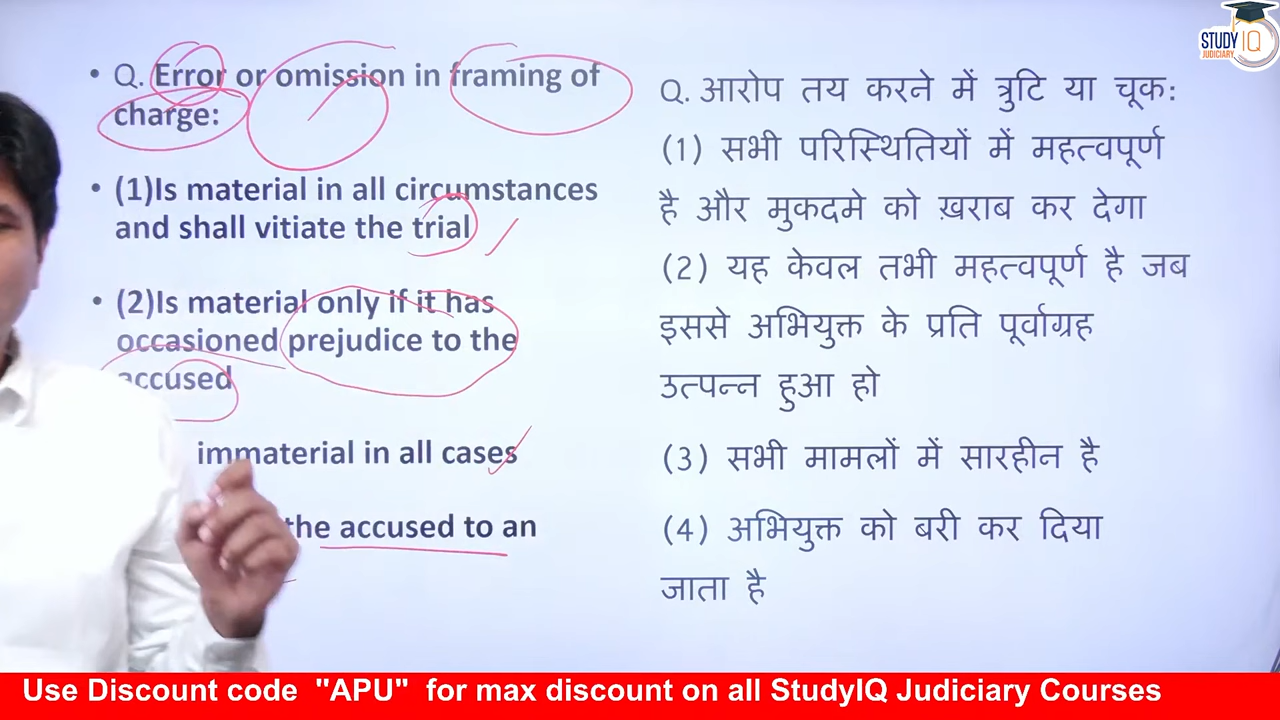 STUDY IQ
JUDICIARY
• Q. Error or omission in framing of
charge:
• (1)Is material in all circumstances
and shall vitiate the trial
• (2)Is material only if it has
occasioned prejudice to the
accused
immaterial in all cases
the accused to an
Q. आरोप तय करने में त्रुटि या चूक:
(1) सभी परिस्थितियों में महत्वपूर्ण
है और मुकदमे को ख़राब कर देगा
(2) यह केवल तभी महत्वपूर्ण है जब
इससे अभियुक्त के प्रति पूर्वाग्रह
उत्पन्न हुआ हो
(3) सभी मामलों में सारहीन है
(4) अभियुक्त को बरी कर दिया
जाता है
Use Discount code "APU" for max discount on all StudyIQ Judiciary Courses